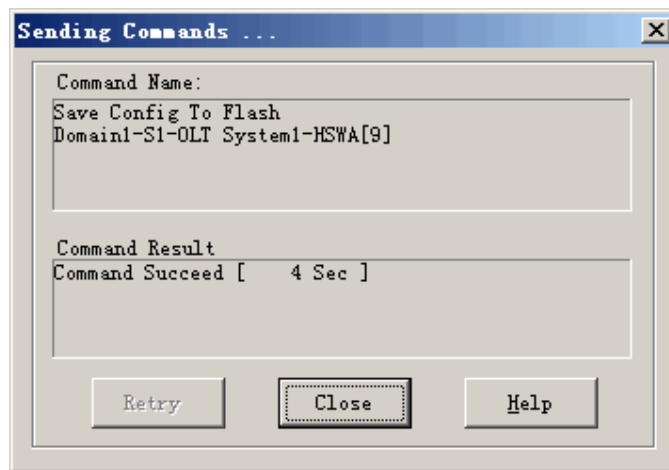 Sending Commands ...
Command Name:
Save Config To Flash
Domain1-S1-OLT System1-HSWA[9]
Command Result
Command Succeed [    4 Sec ]
Retry
Close
Help